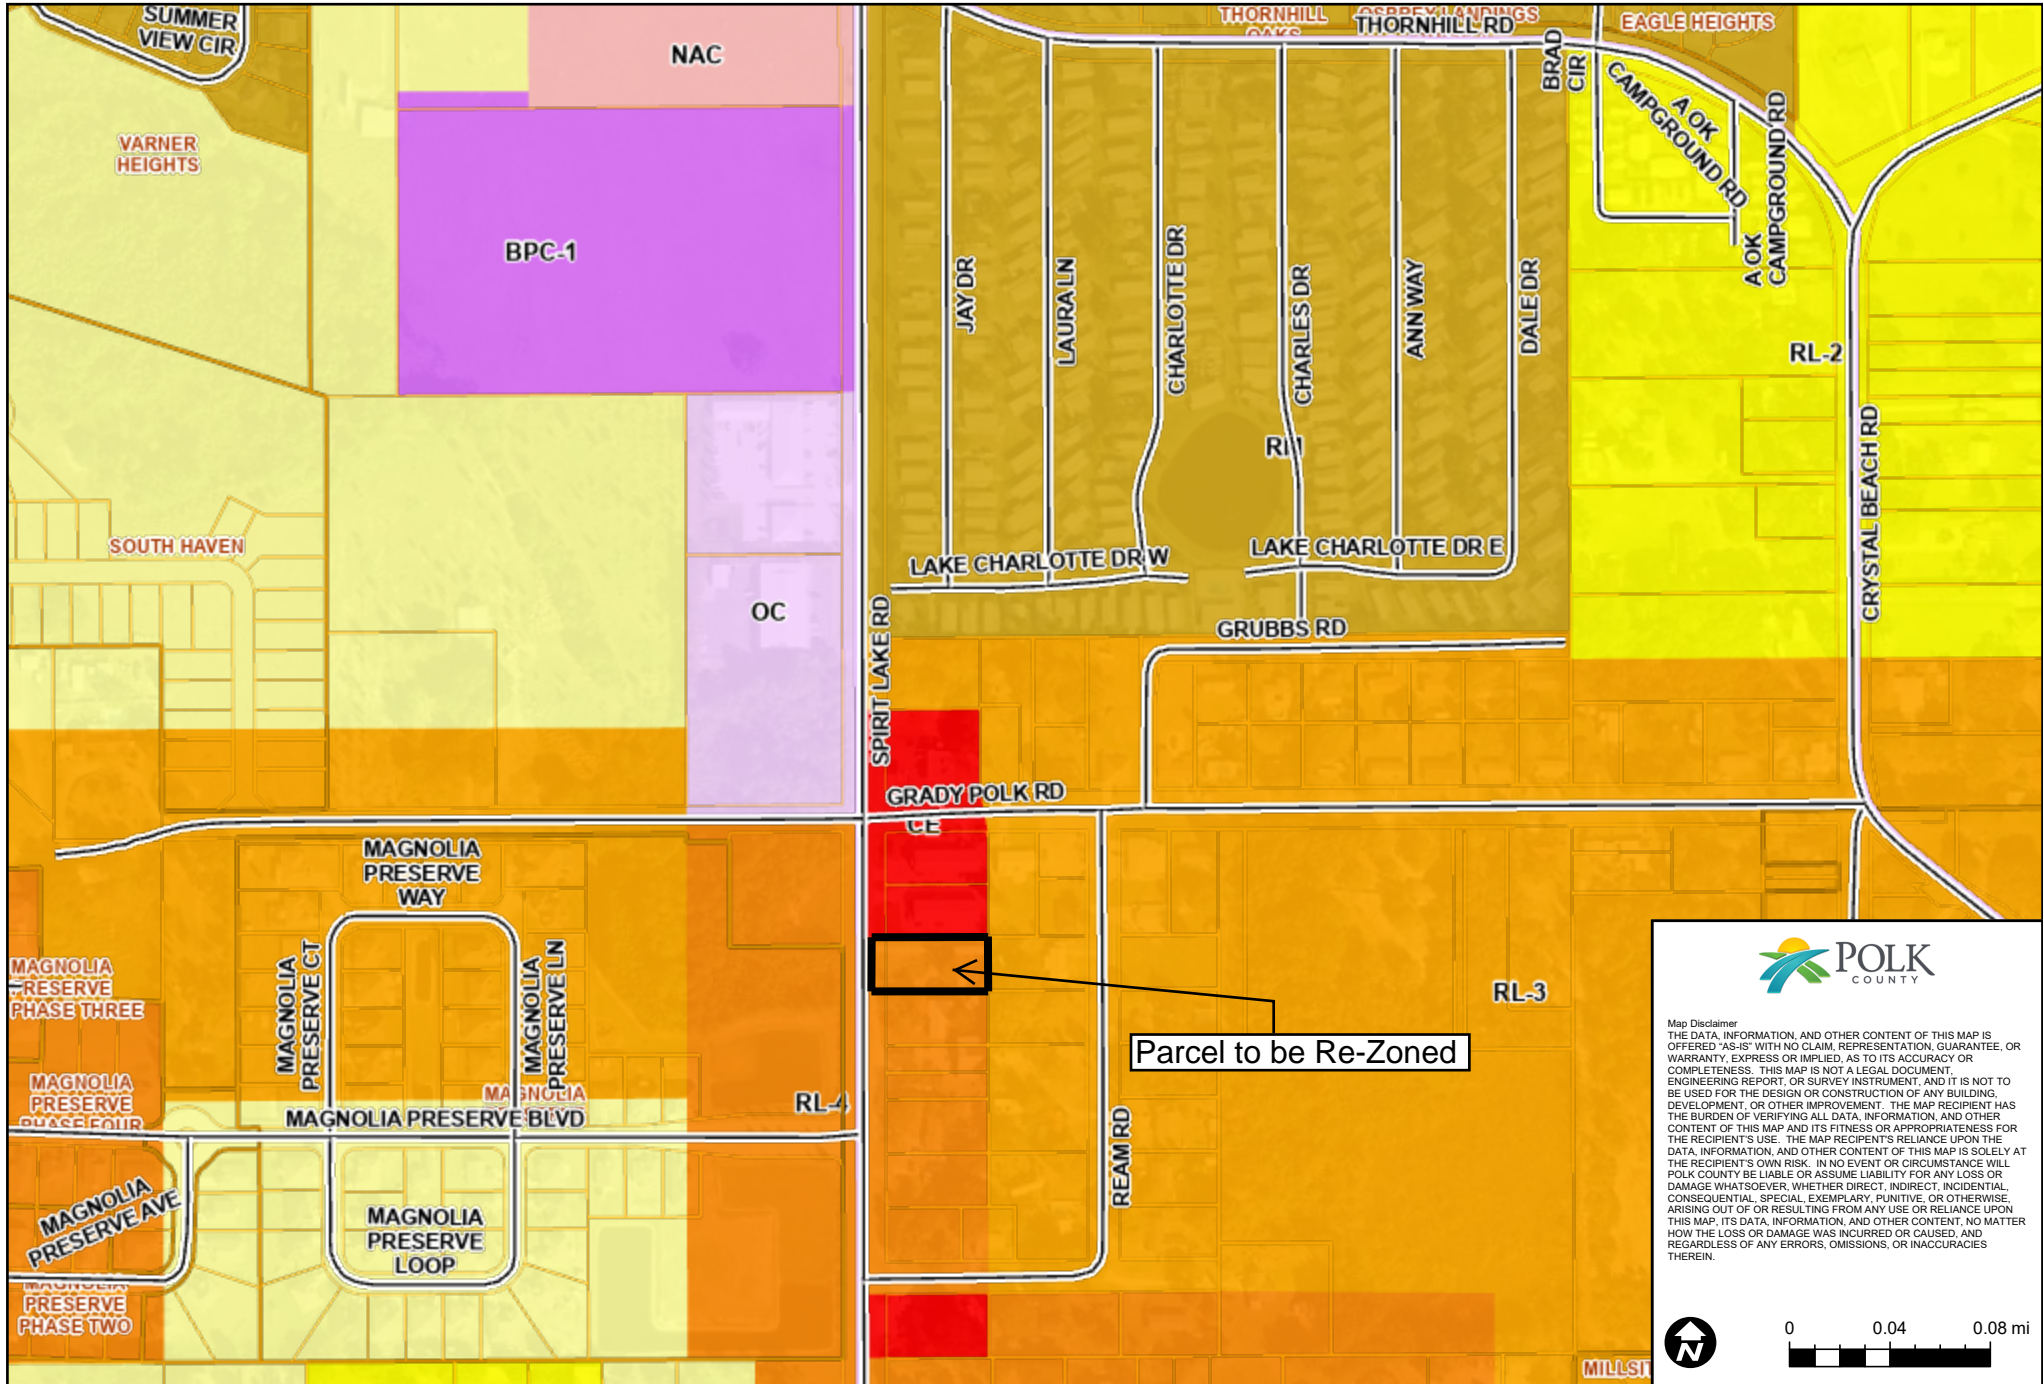 SUMMER
VIEW CIR
NAC
THORNHILL
OAKS
OSPREY LANDINGS
THORNHILL RD
EAGLE HEIGHTS
BRAD
CIR
A OK
CAMPGROUND RD
A OK
CAMPGROUND RD
VARNER
HEIGHTS
BPC-1
JAY DR
LAURA LN
CHARLOTTE DR
CHARLES DR
ANN WAY
DALE DR
RL-2
CRYSTAL BEACH RD
SOUTH HAVEN
LAKE CHARLOTTE DR W
LAKE CHARLOTTE DR E
OC
SPIRIT LAKE RD
GRUBBS RD
GRADY POLK RD
CE
MAGNOLIA
PRESERVE
WAY
MAGNOLIA
PRESERVE CT
MAGNOLIA
PRESERVE LN
MAGNOLIA
PRESERVE
PHASE THREE
RL-3
Parcel to be Re-Zoned
MAGNOLIA
PRESERVE
PHASE FOUR
MAGNOLIA
MAGNOLIA PRESERVE BLVD
RL-4
REAM RD
MAGNOLIA
PRESERVE AVE
MAGNOLIA
PRESERVE
LOOP
MAGNOLIA
PRESERVE
PHASE TWO
POLK
COUNTY
Map Disclaimer
THE DATA, INFORMATION, AND OTHER CONTENT OF THIS MAP IS
OFFERED "AS-IS" WITH NO CLAIM, REPRESENTATION, GUARANTEE, OR
WARRANTY, EXPRESS OR IMPLIED, AS TO ITS ACCURACY OR
COMPLETENESS. THIS MAP IS NOT A LEGAL DOCUMENT,
ENGINEERING REPORT, OR SURVEY INSTRUMENT, AND IT IS NOT TO
BE USED FOR THE DESIGN OR CONSTRUCTION OF ANY BUILDING,
DEVELOPMENT, OR OTHER IMPROVEMENT. THE MAP RECIPIENT HAS
THE BURDEN OF VERIFYING ALL DATA, INFORMATION, AND OTHER
CONTENT OF THIS MAP AND ITS FITNESS OR APPROPRIATENESS FOR
THE RECIPIENT'S USE. THE MAP RECIPENT'S RELIANCE UPON THE
DATA, INFORMATION, AND OTHER CONTENT OF THIS MAP IS SOLELY AT
THE RECIPIENT'S OWN RISK. IN NO EVENT OR CIRCUMSTANCE WILL
POLK COUNTY BE LIABLE OR ASSUME LIABILITY FOR ANY LOSS OR
DAMAGE WHATSOEVER, WHETHER DIRECT, INDIRECT, INCIDENTIAL,
CONSEQUENTIAL, SPECIAL, EXEMPLARY, PUNITIVE, OR OTHERWISE,
ARISING OUT OF OR RESULTING FROM ANY USE OR RELIANCE UPON
THIS MAP, ITS DATA, INFORMATION, AND OTHER CONTENT, NO MATTER
HOW THE LOSS OR DAMAGE WAS INCURRED OR CAUSED, AND
REGARDLESS OF ANY ERRORS, OMISSIONS, OR INACCURACIES
THEREIN.
N
0 0.04 0.08 mi